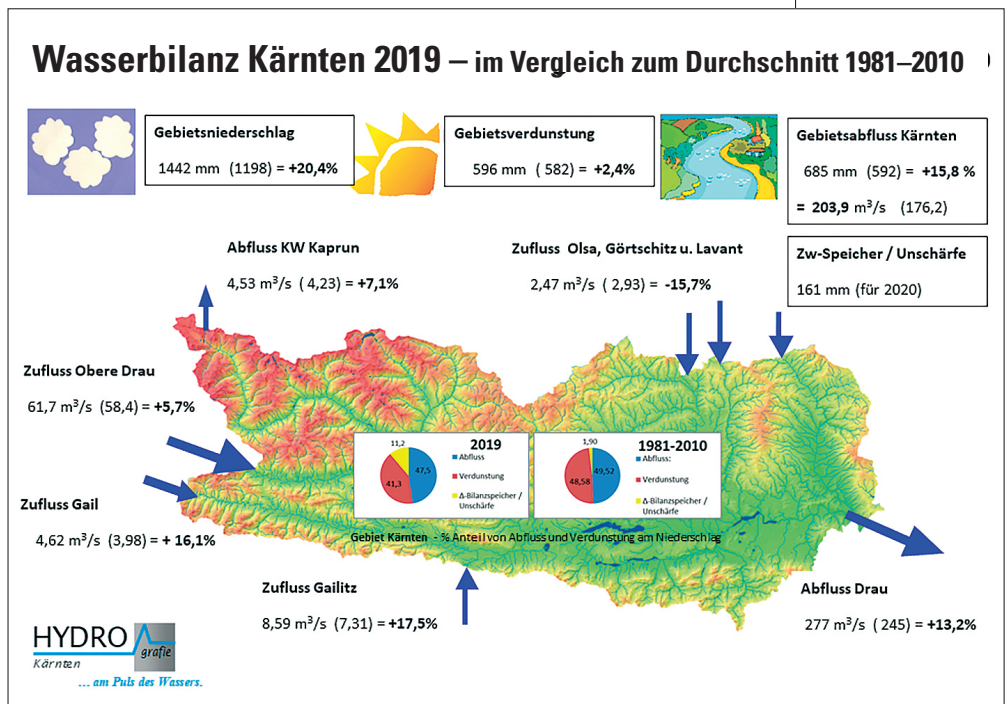 Wasserbilanz Kärnten 2019 – im Vergleich zum Durchschnitt 1981–2010
Gebietsniederschlag
1442 mm (1198) = +20,4%
Gebietsverdunstung
596 mm ( 582) = +2,4%
Gebietsabfluss Kärnten
685 mm (592) = +15,8 %
= 203,9 m³/s (176,2)
Zw-Speicher / Unschärfe
161 mm (für 2020)
Abfluss KW Kaprun
4,53 m³/s ( 4,23) = +7,1%
Zufluss Olsa, Görtschitz u. Lavant
2,47 m³/s ( 2,93) = -15,7%
Zufluss Obere Drau
61,7 m³/s (58,4) = +5,7%
Zufluss Gail
4,62 m³/s (3,98) = + 16,1%
2019
11,2
47,5
41,3
Abfluss
Verdunstung
Δ-Bilanzspeicher /
Unschärfe
1981-2010
1,90
49,52
48,58
Abfluss:
Verdunstung
Δ-Bilanzspeicher /
Unschärfe
Gebiet Kärnten - % Anteil von Abfluss und Verdunstung am Niederschlag
Zufluss Gailitz
8,59 m³/s (7,31) = +17,5%
Abfluss Drau
277 m³/s ( 245) = +13,2%
HYDRO
grafie
Kärnten
... am Puls des Wassers.